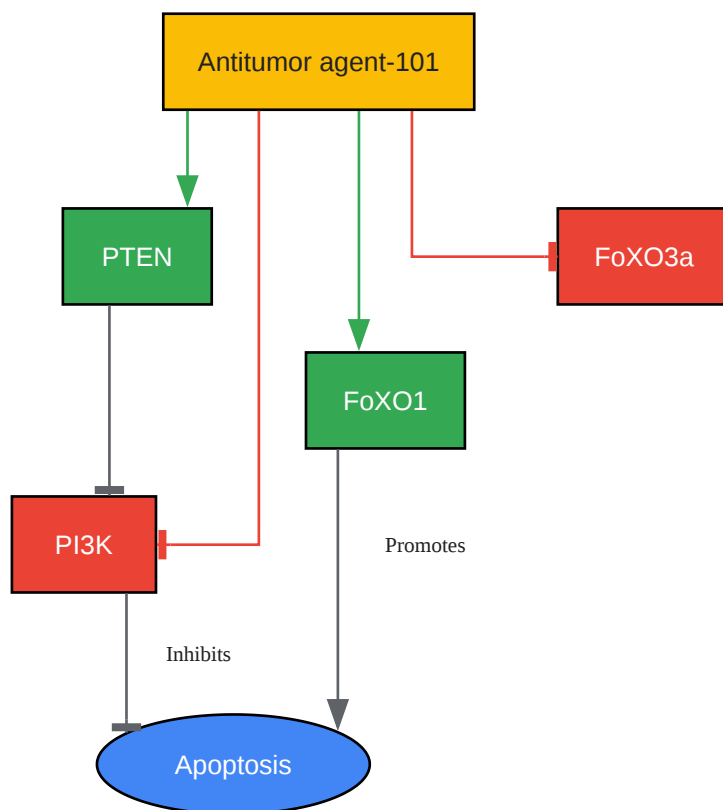 Antitumor agent-101
PTEN
FoXO3a
FoXO1
PI3K
Promotes
Inhibits
Apoptosis